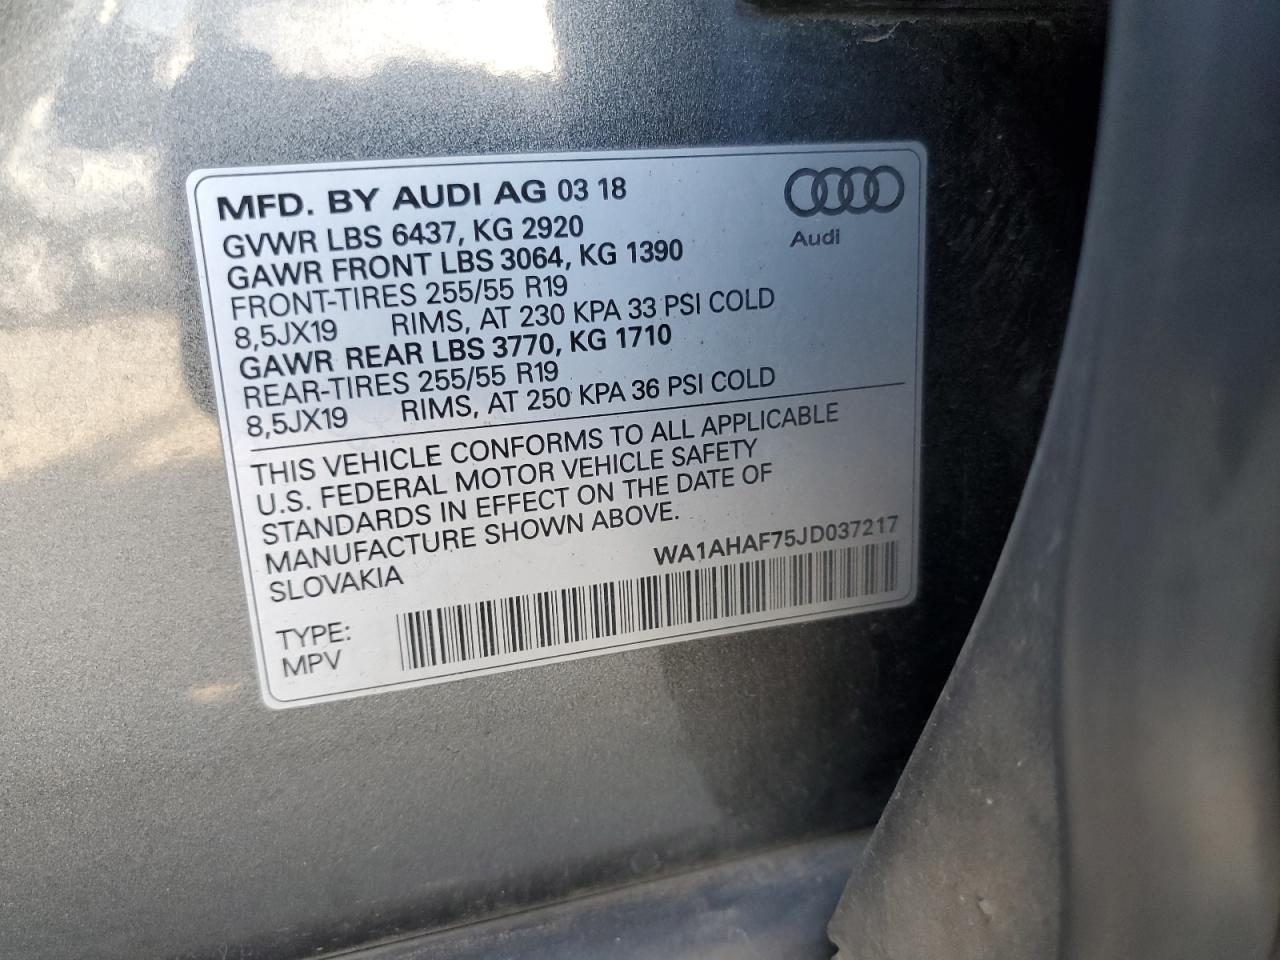 MFD. BY AUDI AG 03 18
GVWR LBS 6437, KG 2920
GAWR FRONT LBS 3064, KG 1390
FRONT-TIRES 255/55 R19
8,5JX19 RIMS, AT 230 KPA 33 PSI COLD
GAWR REAR LBS 3770, KG 1710
REAR-TIRES 255/55 R19
8,5JX19 RIMS, AT 250 KPA 36 PSI COLD
Audi
THIS VEHICLE CONFORMS TO ALL APPLICABLE
U.S. FEDERAL MOTOR VEHICLE SAFETY
STANDARDS IN EFFECT ON THE DATE OF
MANUFACTURE SHOWN ABOVE.
SLOVAKIA
WA1AHAF75JD037217
TYPE:
MPV